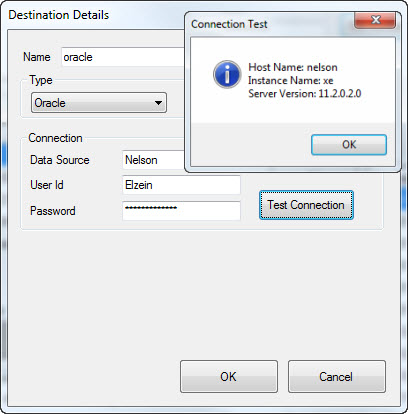 Destination Details
Connection Test
Host Name: nelson
Instance Name: xe
Server Version: 11.2.0.2.0
OK
Name oracle
Type
Oracle
Connection
Data Source Nelson
User Id Elzein
Password *************
Test Connection
OK Cancel